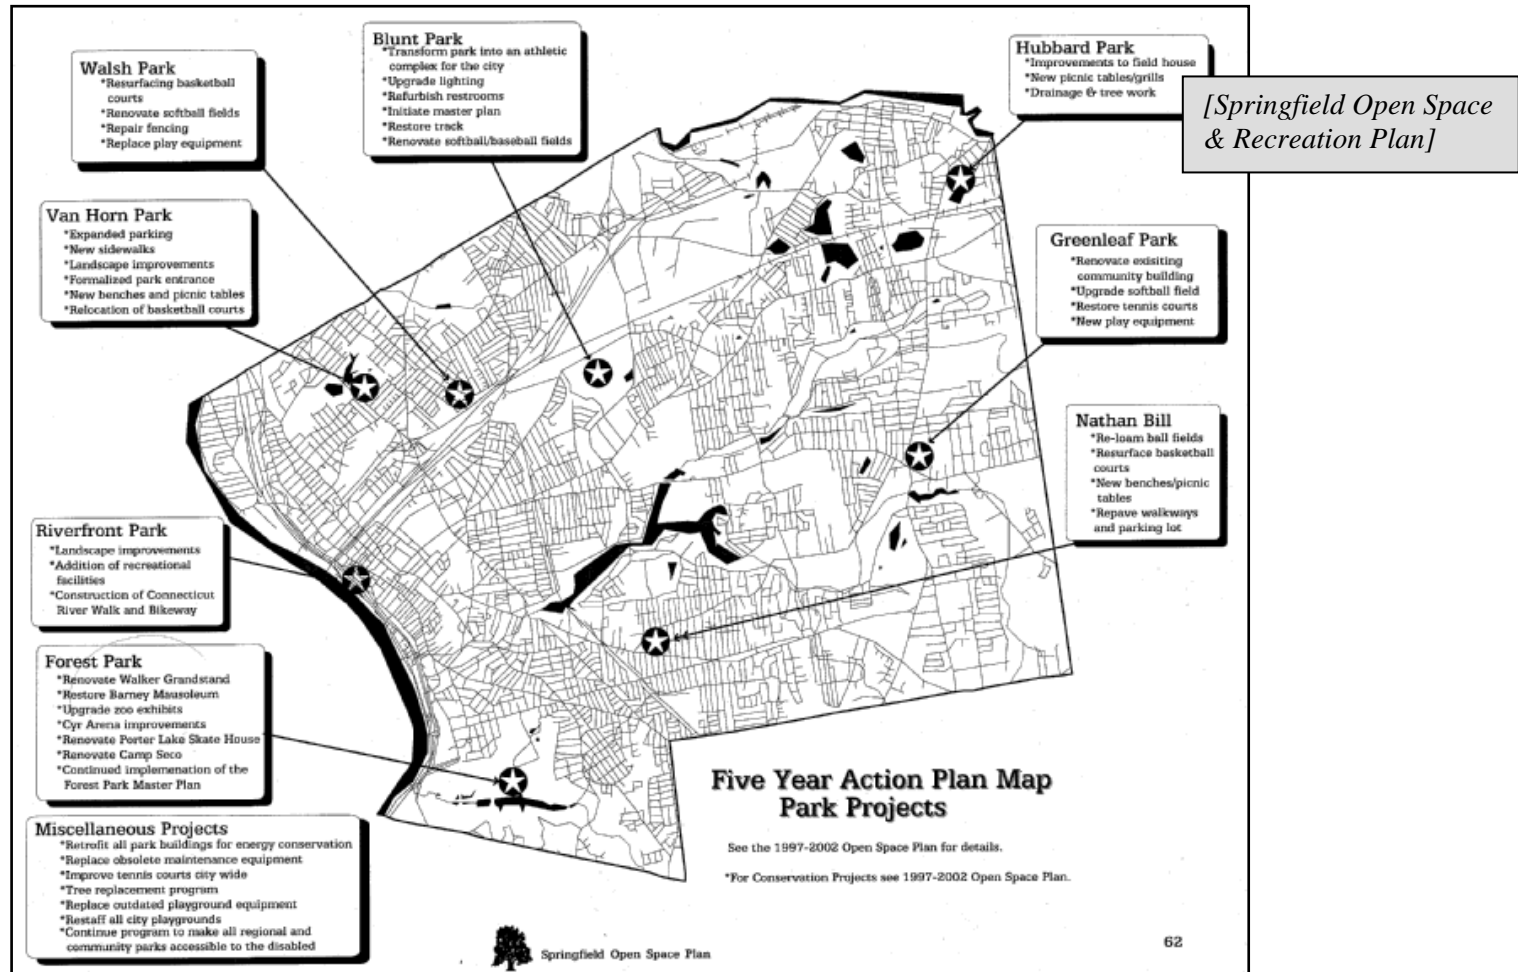 Walsh Park
*Resurfacing basketball
courts
*Renovate softball fields
*Repair fencing
*Replace play equipment
Blunt Park
*Transform park into an athletic
complex for the city
*Upgrade lighting
*Refurbish restrooms
*Initiate master plan
*Restore track
*Renovate softball/baseball fields
Hubbard Park
*Improvements to field house
*New picnic tables/grills
*Drainage & tree work
[Springfield Open Space
& Recreation Plan]
Van Horn Park
*Expanded parking
*New sidewalks
*Landscape improvements
*Formalized park entrance
*New benches and picnic tables
*Relocation of basketball courts
Greenleaf Park
*Renovate exisiting
community building
*Upgrade softball field
*Restore tennis courts
*New play equipment
Nathan Bill
*Re-loam ball fields
*Resurface basketball
courts
*New benches/picnic
tables
*Repave walkways
and parking lot
Riverfront Park
*Landscape improvements
*Addition of recreational
facilities
*Construction of Connecticut
River Walk and Bikeway
Forest Park
*Renovate Walker Grandstand
*Restore Barney Mausoleum
*Upgrade zoo exhibits
*Cyr Arena improvements
*Renovate Porter Lake Skate House
*Renovate Camp Seco
*Continued implemenation of the
Forest Park Master Plan
Miscellaneous Projects
*Retrofit all park buildings for energy conservation
*Replace obsolete maintenance equipment
*Improve tennis courts city wide
*Tree replacement program
*Replace outdated playground equipment
*Restaff all city playgrounds
*Continue program to make all regional and
community parks accessible to the disabled
Five Year Action Plan Map
Park Projects
See the 1997-2002 Open Space Plan for details.
*For Conservation Projects see 1997-2002 Open Space Plan.
Springfield Open Space Plan
62